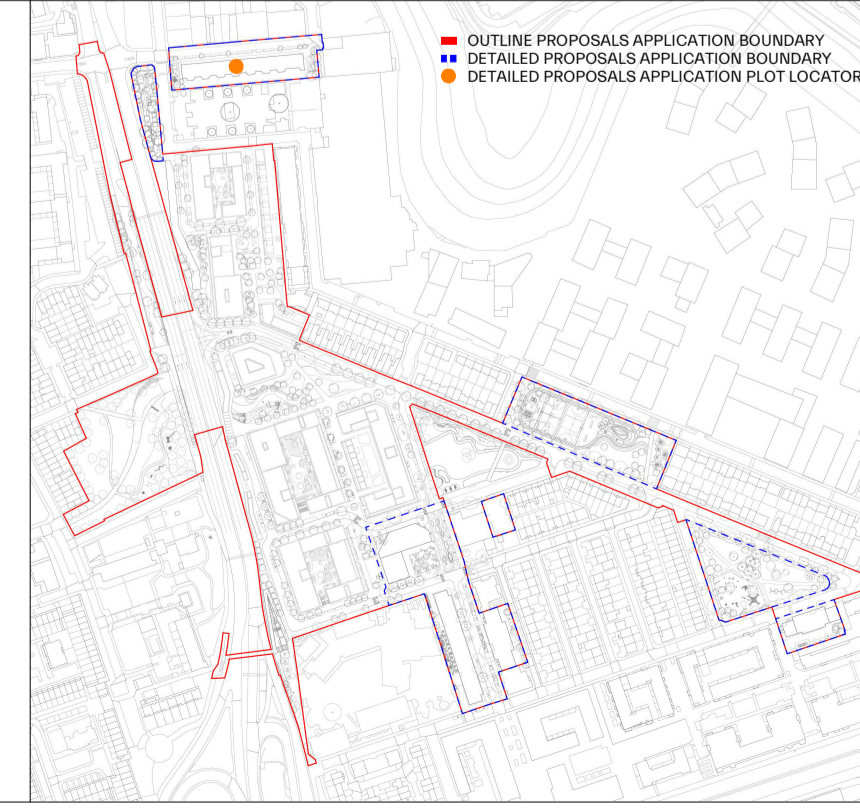 OUTLINE PROPOSALS APPLICATION BOUNDARY
DETAILED PROPOSALS APPLICATION BOUNDARY
DETAILED PROPOSALS APPLICATION PLOT LOCATOR